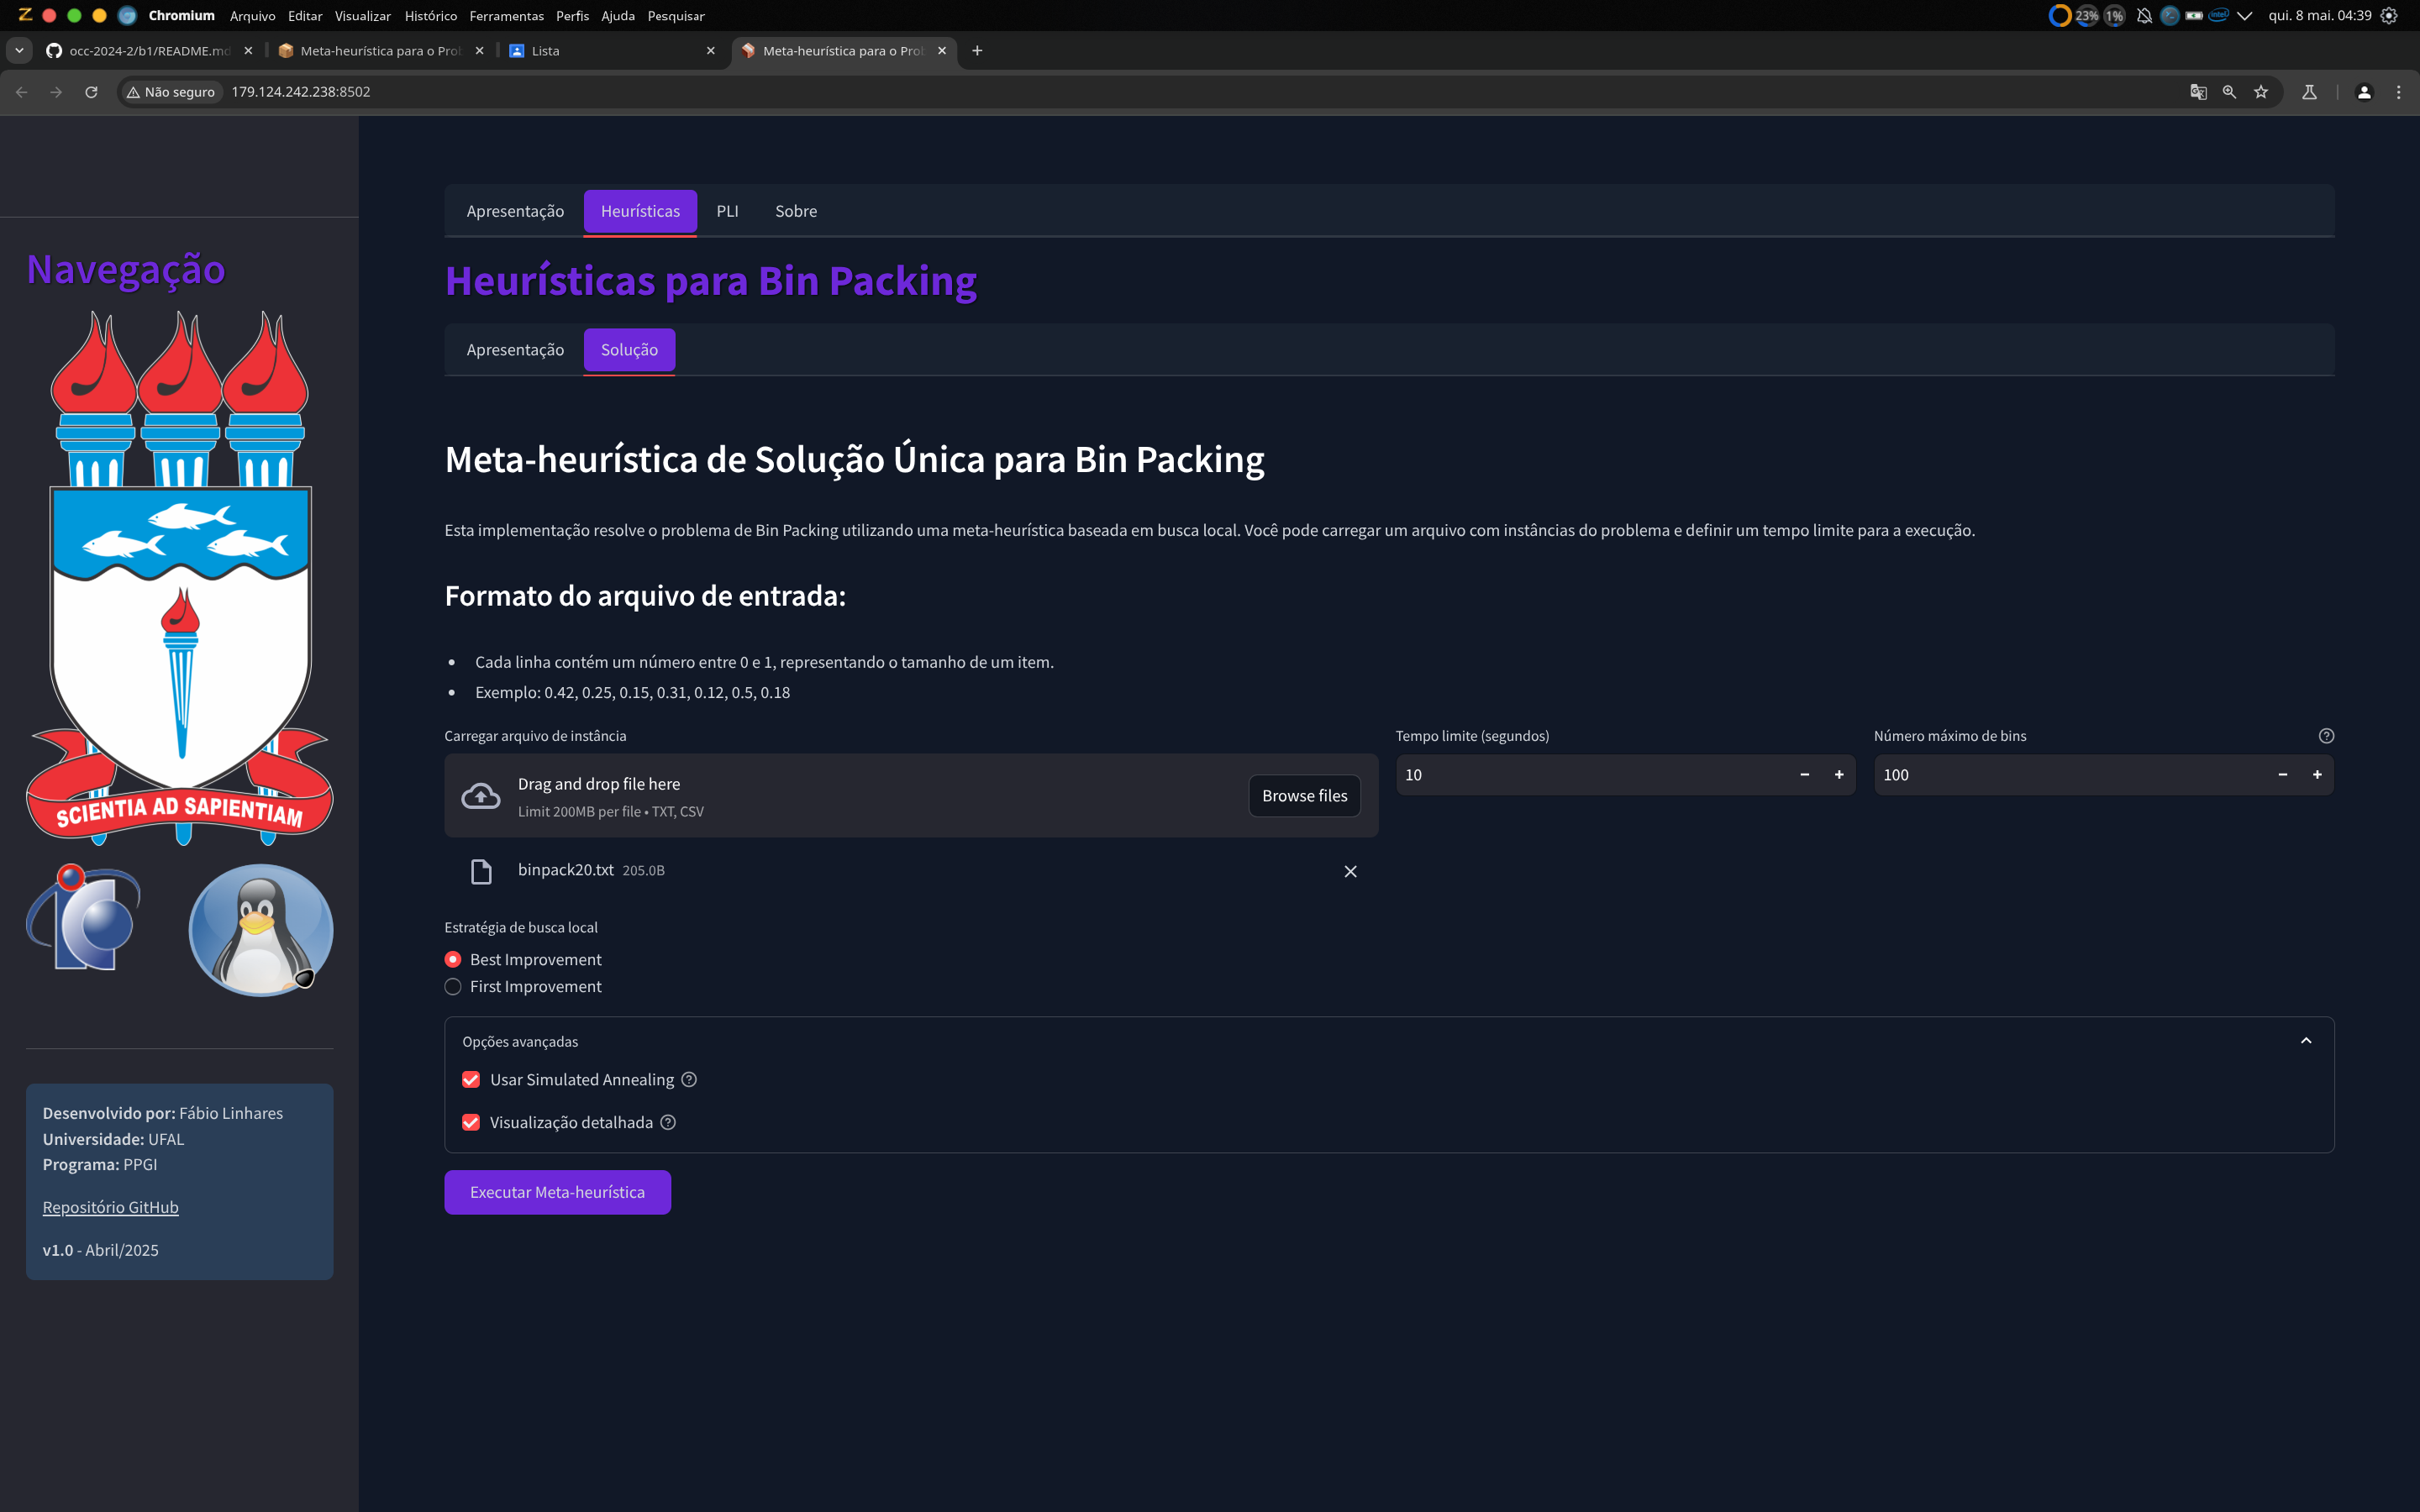 Chromium Arquivo Editar Visualizar Histórico Ferramentas Perfis Ajuda Pesquisar
23% 1% intel qui. 8 mai. 04:39
occ-2024-2/b1/README.md Meta-heurística para o Pro Lista Meta-heurística para o Pro
Não seguro 179.124.242.238:8502
Navegação
SCIENTIA AD SAPIENTIAM
Desenvolvido por: Fábio Linhares
Universidade: UFAL
Programa: PPGI
Repositório GitHub
v1.0 - Abril/2025
Apresentação Heurísticas PLI Sobre
Heurísticas para Bin Packing
Apresentação Solução
Meta-heurística de Solução Única para Bin Packing
Esta implementação resolve o problema de Bin Packing utilizando uma meta-heurística baseada em busca local. Você pode carregar um arquivo com instâncias do problema e definir um tempo limite para a execução.
Formato do arquivo de entrada:
• Cada linha contém um número entre 0 e 1, representando o tamanho de um item.
• Exemplo: 0.42, 0.25, 0.15, 0.31, 0.12, 0.5, 0.18
Carregar arquivo de instância
Drag and drop file here
Limit 200MB per file • TXT, CSV
Browse files
binpack20.txt 205.0B
Tempo limite (segundos)
10
Número máximo de bins
100
Estratégia de busca local
Best Improvement
First Improvement
Opções avançadas
Usar Simulated Annealing
Visualização detalhada
Executar Meta-heurística